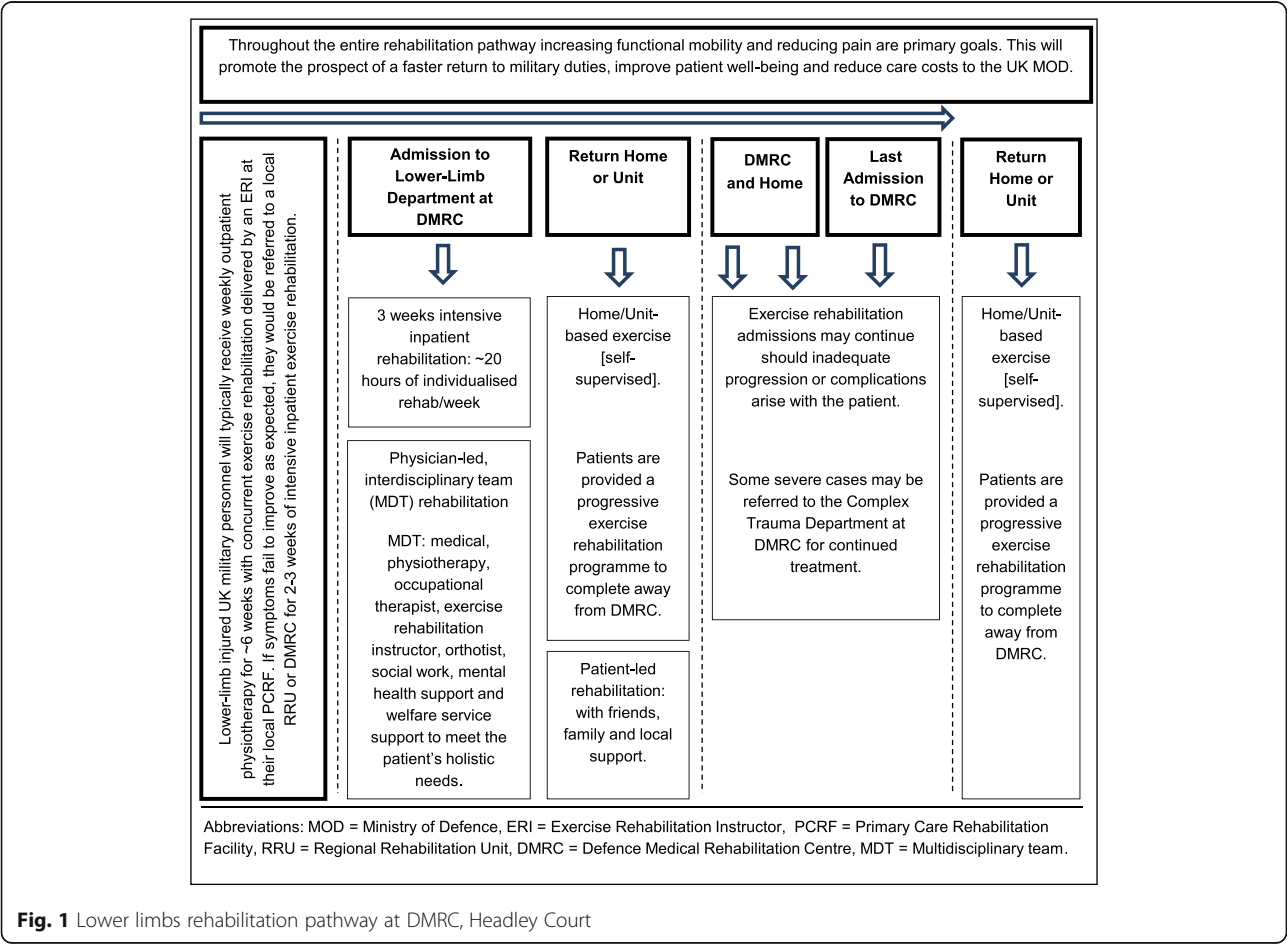 Throughout the entire rehabilitation pathway increasing functional mobility and reducing pain are primary goals. This will
promote the prospect of a faster return to military duties, improve patient well-being and reduce care costs to the UK MOD.
Lower-limb injured UK military personnel will typically receive weekly outpatient
physiotherapy for ~6 weeks with concurrent exercise rehabilitation delivered by an ERI at
their local PCRF. If symptoms fail to improve as expected, they would be referred to a local
RRU or DMRC for 2-3 weeks of intensive inpatient exercise rehabilitation.
Admission to
Lower-Limb
Department at
DMRC
3 weeks intensive
inpatient
rehabilitation: ~20
hours of individualised
rehab/week
Physician-led,
interdisciplinary team
(MDT) rehabilitation
MDT: medical,
physiotherapy,
occupational
therapist, exercise
rehabilitation
instructor, orthotist,
social work, mental
health support and
welfare service
support to meet the
patient's holistic
needs.
Return Home
or Unit
Home/Unit-
based exercise
[self-
supervised].
Patients are
provided a
progressive
exercise
rehabilitation
programme to
complete away
from DMRC.
Patient-led
rehabilitation:
with friends,
family and local
support.
DMRC
and Home
Last
Admission
to DMRC
Exercise rehabilitation
admissions may continue
should inadequate
progression or complications
arise with the patient.
Some severe cases may be
referred to the Complex
Trauma Department at
DMRC for continued
treatment.
Return
Home or
Unit
Home/Unit-
based
exercise
[self-
supervised].
Patients are
provided a
progressive
exercise
rehabilitation
programme
to complete
away from
DMRC.
Abbreviations: MOD = Ministry of Defence, ERI = Exercise Rehabilitation Instructor, PCRF = Primary Care Rehabilitation
Facility, RRU = Regional Rehabilitation Unit, DMRC = Defence Medical Rehabilitation Centre, MDT = Multidisciplinary team.
Fig. 1 Lower limbs rehabilitation pathway at DMRC, Headley Court